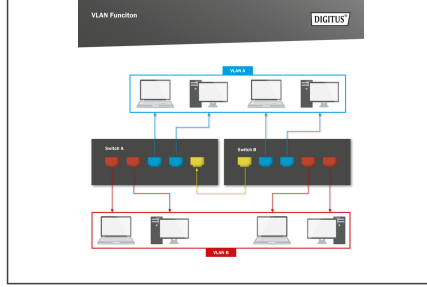 VLAN Funciton
DIGITUS®
VLAN A
Switch A
Switch B
VLAN B